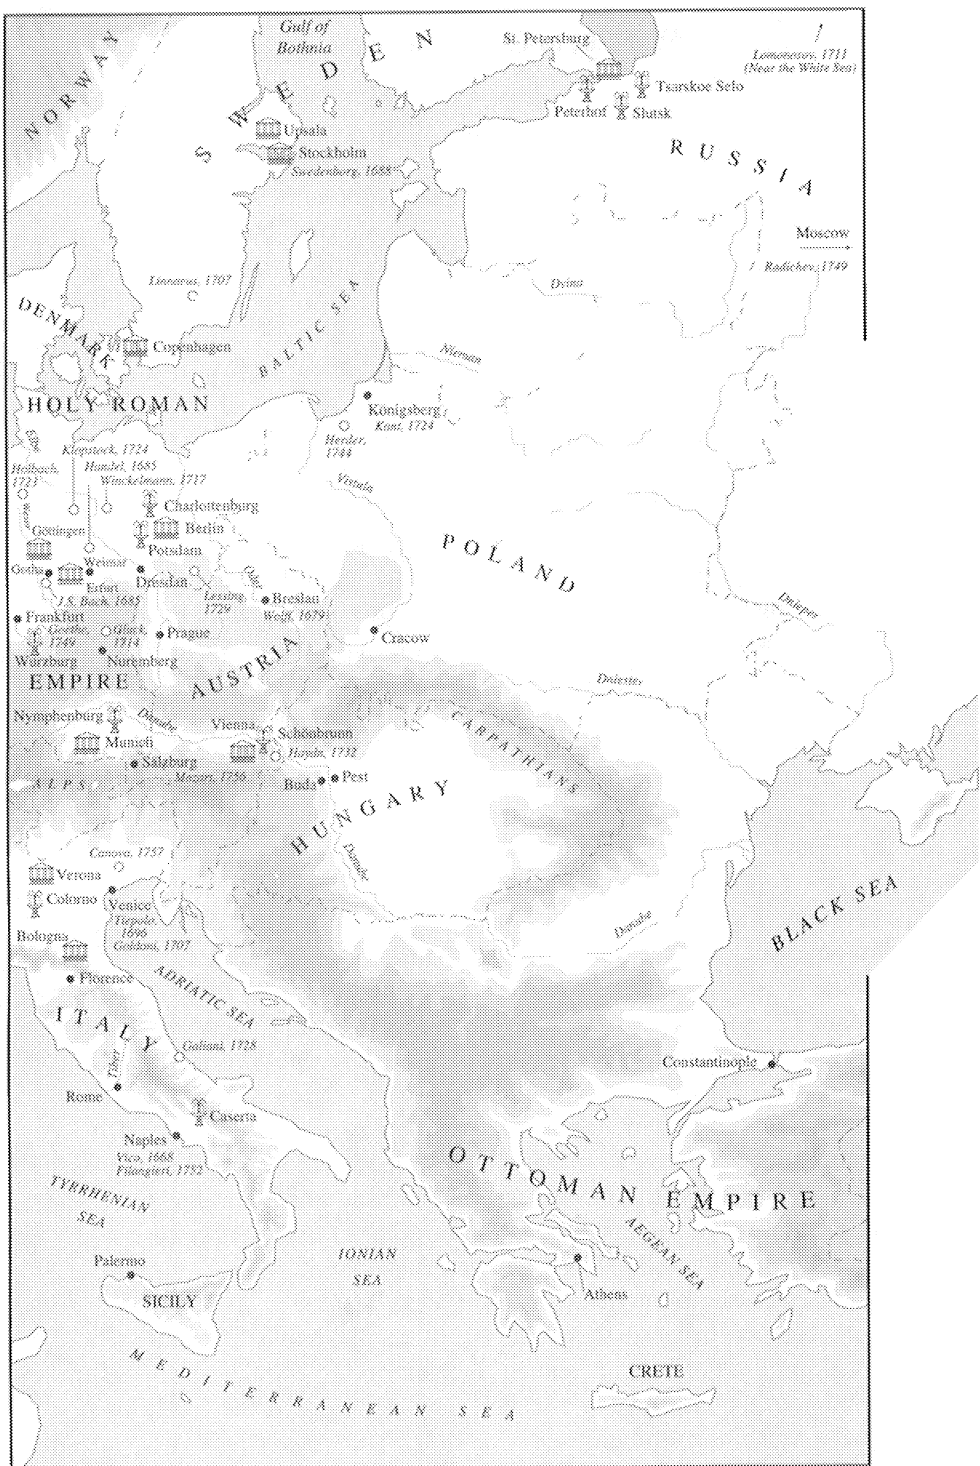 Gulf of
Bothnia
SWEDEN
NORWAY
St. Petersburg
Lomonosov, 1711
(Near the White Sea)
Tsarskoe Selo
Peterhof
Slutsk
Upsala
Stockholm
Swedenborg, 1688
RUSSIA
Moscow
Radichev, 1749
Linnaeus, 1707
Dvina
DENMARK
Copenhagen
BALTIC SEA
Nieman
HOLY ROMAN
Königsberg
Kant, 1724
Herder,
1744
Klopstock, 1724
Handel, 1685
Winckelmann, 1717
Holbach,
1723
Vistula
Charlottenburg
Göttingen
Berlin
Potsdam
POLAND
Gotha
Weimar
Erfurt
Dresdan
J.S. Bach, 1685
Lessing,
1729
Breslau
Wolff, 1679
Dnieper
Frankfurt
Goethe,
1749
Gluck,
1714
Prague
Cracow
Würzburg
Nuremberg
AUSTRIA
EMPIRE
Dniester
Nymphenburg
Danube
Vienna
Schönbrunn
Munich
Haydn, 1732
CARPATHIANS
Salzburg
Mozart, 1756
ALPS
Buda
Pest
HUNGARY
Canova, 1757
Danube
Verona
Colorno
Venice
Tiepolo,
1696
Goldoni, 1707
Bologna
Danube
BLACK SEA
Florence
ADRIATIC SEA
ITALY
Galiani, 1728
Tiber
Constantinople
Rome
Caserta
Naples
Vico, 1668
Filangieri, 1752
OTTOMAN EMPIRE
TYRRHENIAN
SEA
AEGEAN SEA
IONIAN
SEA
Palermo
SICILY
Athens
MEDITERRANEAN SEA
CRETE